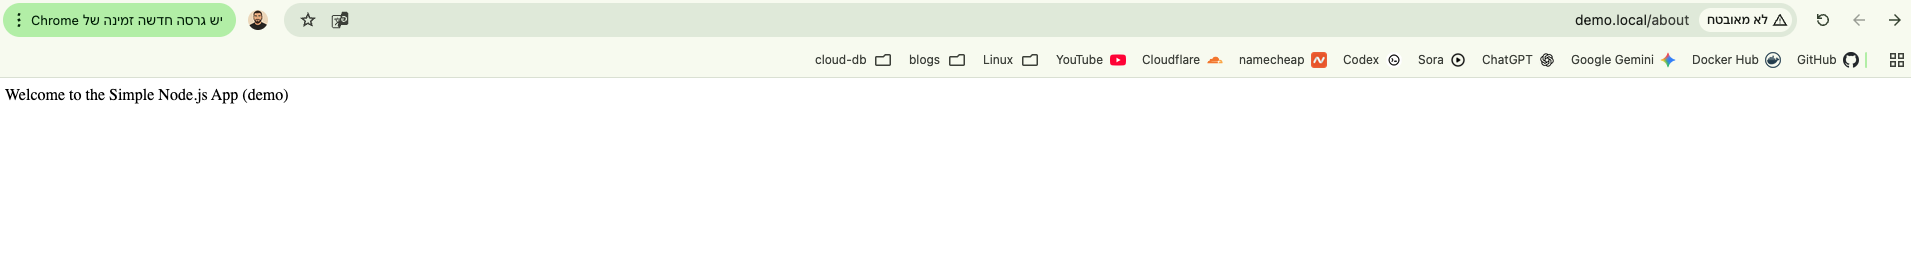 לא מאובטח demo.local/about יש גרסה חדשה זמינה של Chrome
GitHub Docker Hub Google Gemini ChatGPT Sora Codex namecheap Cloudflare YouTube Linux blogs cloud-db
Welcome to the Simple Node.js App (demo)